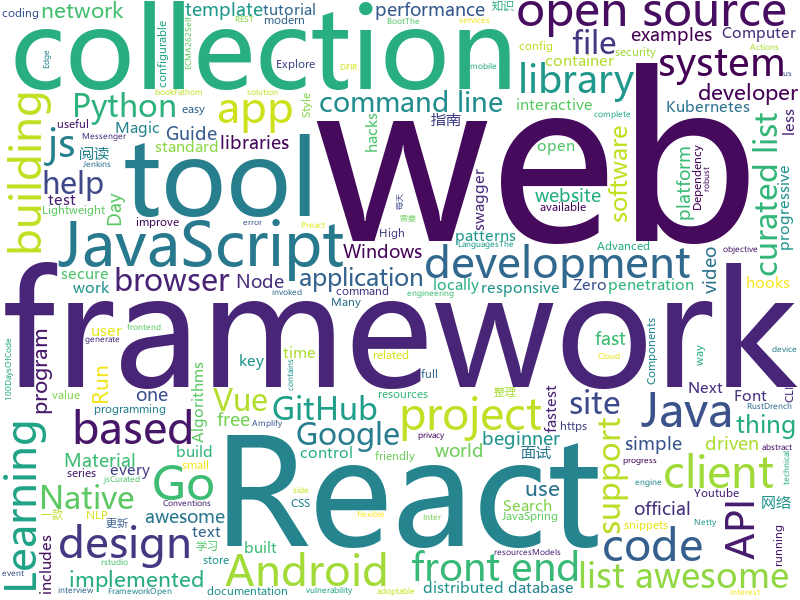 coding
network
template
tutorial
performance
知识
open source
collection
configurable
REST
modern
BootThe
services
Explore
ECMA262Self
Edge
bookfathom
DFIR
mobile
config
security
Actions
file
examples
Computer
container
system
developer
library
Python
app
command line
interactive
Kubernetes
useful
Messenger
Magic
easy
solution
Style
us
building
js
Guide
libraries
hacks
指南
阅读
standard
open
less
complete
Jenkins
help
test
Day
tool
web
software
website
available
platform
Dependency
robust
curated list
progressive
Lightweight
improve
error
每天
需要
Preact
swagger
patterns
High
LanguagesThe
Advanced
JavaScript
Windows
development
secure
work
browser
Node
application
command
Many
locally
responsive
Zero
penetration
video
hooks
engineering
objective
framework
100DaysOfCode
program
user
frontend
generate
invoked
key
time
related
full
contains
fast
Cloud
Components
way
device
value
Run
one
programming
Algorithms
Vue
free
GitHub
resources
整理
fastest
Next
Font
CLI
RustDrench
based
Google
React
project
site
Java
thing
https
beginner
simple
driven
abstract
Learning
Material
series
jsCurated
friendly
build
small
control
privacy
world
面试
support
client
Search
official
Youtube
technical
Native
Go
every
Amplify
CSS
use
JavaSpring
snippets
engine
progress
一款
NLP
更新
Conventions
awesome
text
side
flexible
Inter
design
code
API
网络
Netty
running
includes
学习
built
store
implemented
Android
front end
list awesome
documentation
vulnerability
adoptable
distributed database
resourcesModels
event
interview
FrameworkOpen
rstudio
interest